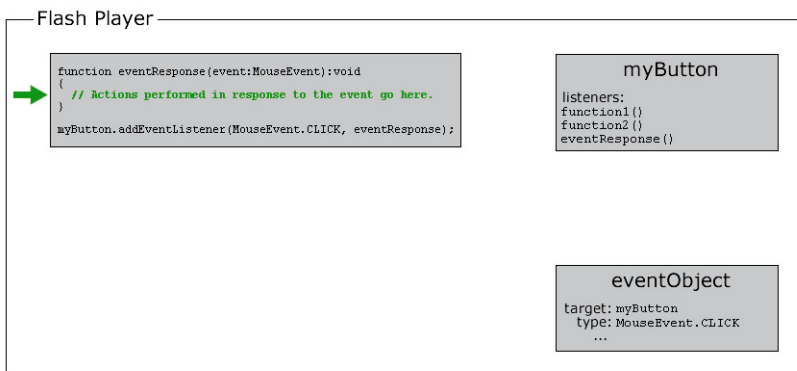 Flash Player
function eventResponse(event:MouseEvent):void
{
// Actions performed in response to the event go here.
}
myButton.addEventListener(MouseEvent.CLICK, eventResponse);
myButton
listeners:
function1()
function2()
eventResponse()
eventObject
target: myButton
type: MouseEvent.CLICK
...